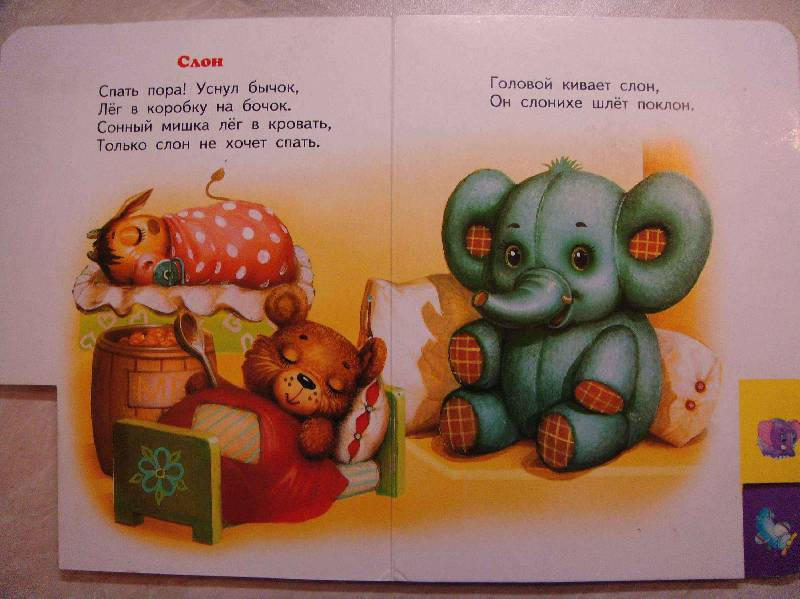 Слон
Спать пора! Уснул бычок,
Лёг в коробку на бочок.
Сонный мишка лёг в кровать,
Только слон не хочет спать.
Головой кивает слон,
Он слонихе шлёт поклон.